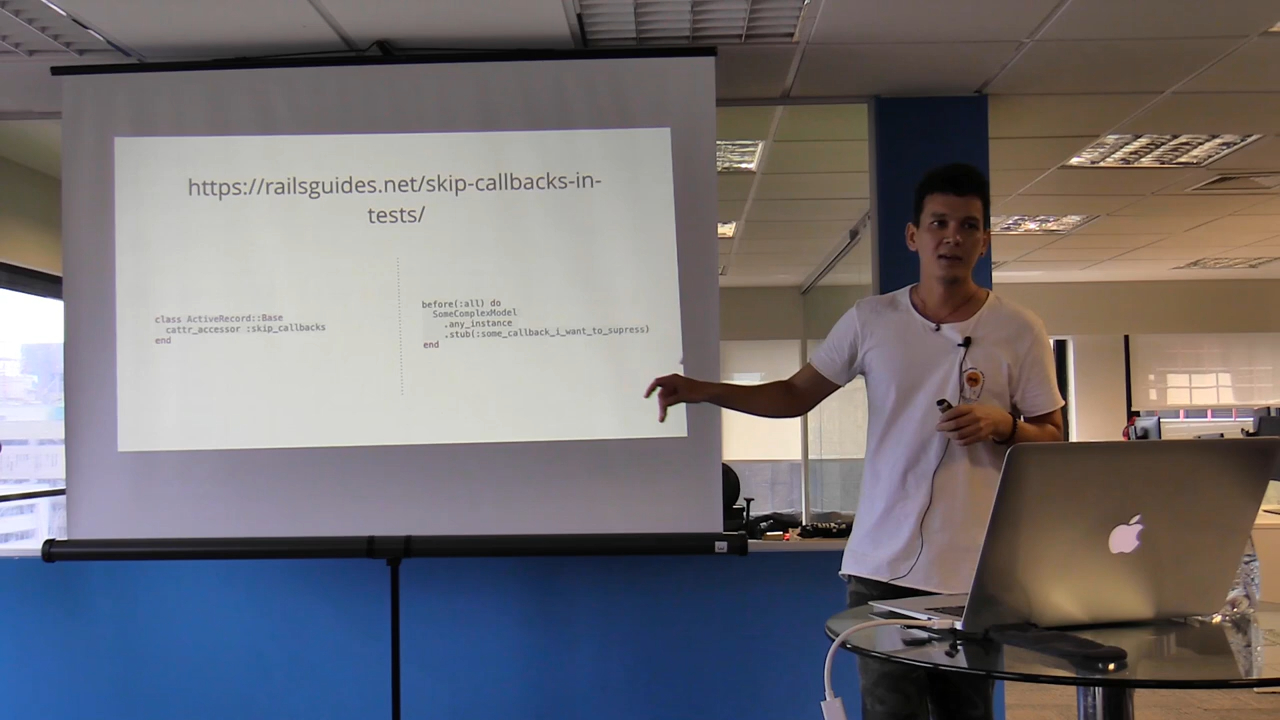 https://railsguides.net/skip-callbacks-in-
tests/
class ActiveRecord::Base
  cattr_accessor :skip_callbacks
end
before(:all) do
  SomeComplexModel
    .any_instance
    .stub(:some_callback_i_want_to_supress)
end